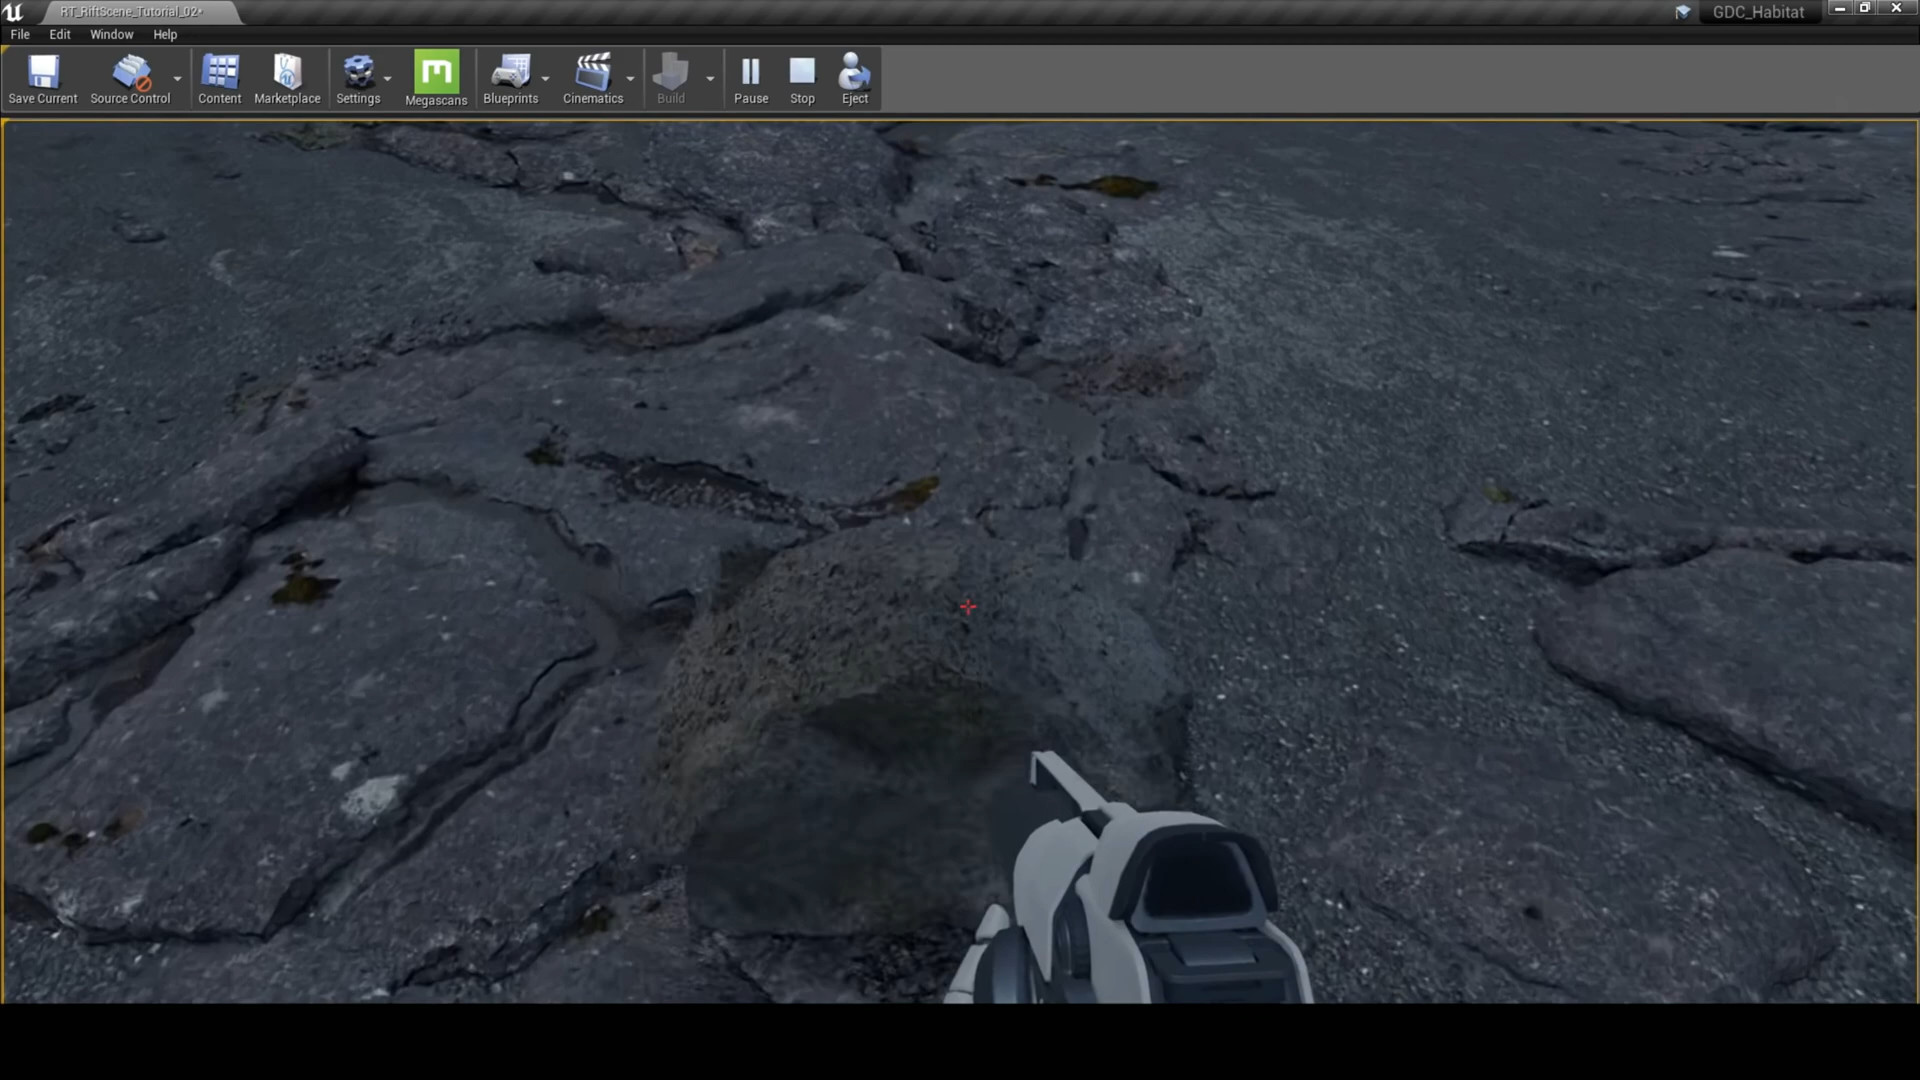 RT_RiftScene_Tutorial_02*
GDC_Habitat
File Edit Window Help
Save Current Source Control Content Marketplace Settings Megascans Blueprints Cinematics Build Pause Stop Eject